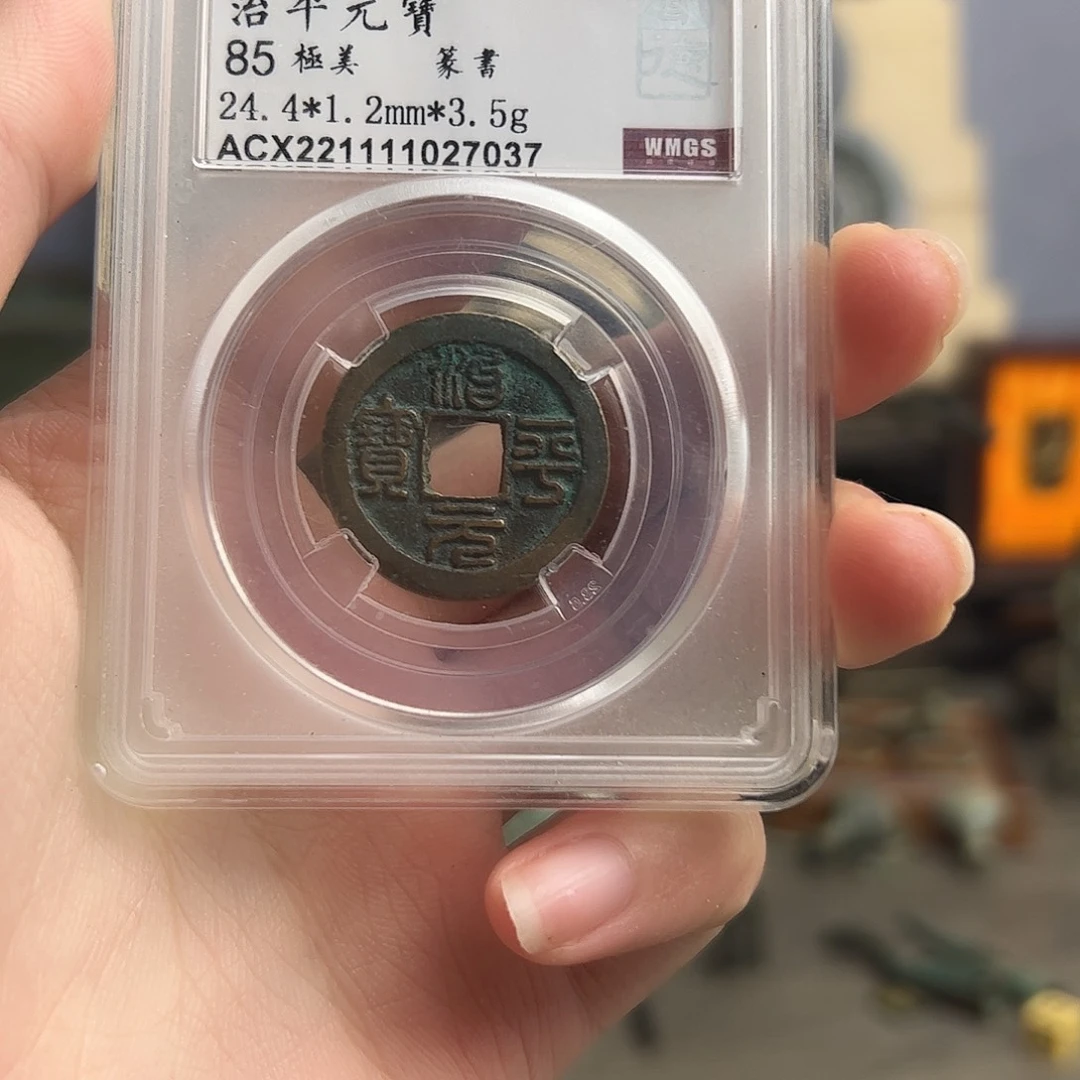 治平元寶
85 極美 篆書
24.4*1.2mm*3.5g
ACX221111027037
WMGS
治平元寶